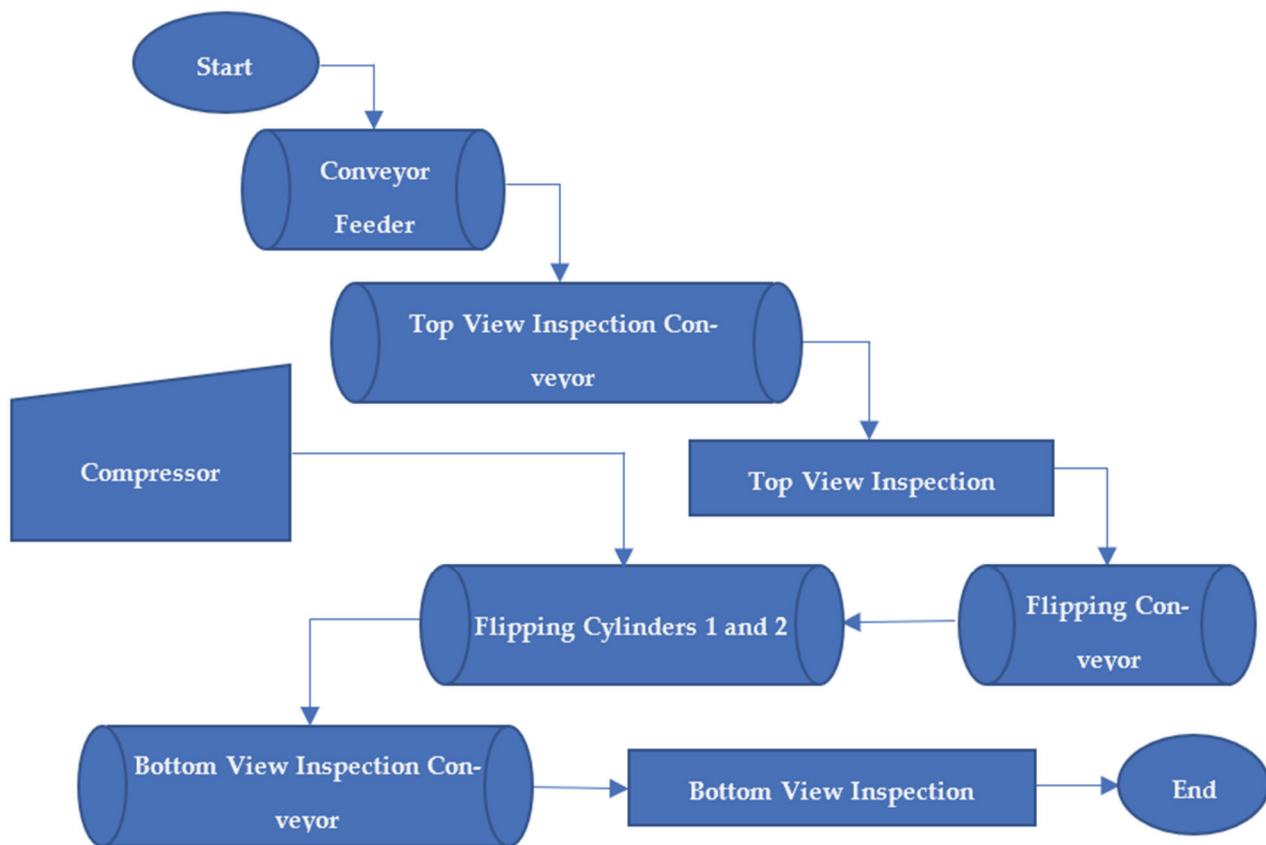 Start
Conveyor
Feeder
Top View Inspection Con-
veyor
Compressor
Top View Inspection
Flipping Cylinders 1 and 2
Flipping Con-
veyor
Bottom View Inspection Con-
veyor
Bottom View Inspection
End